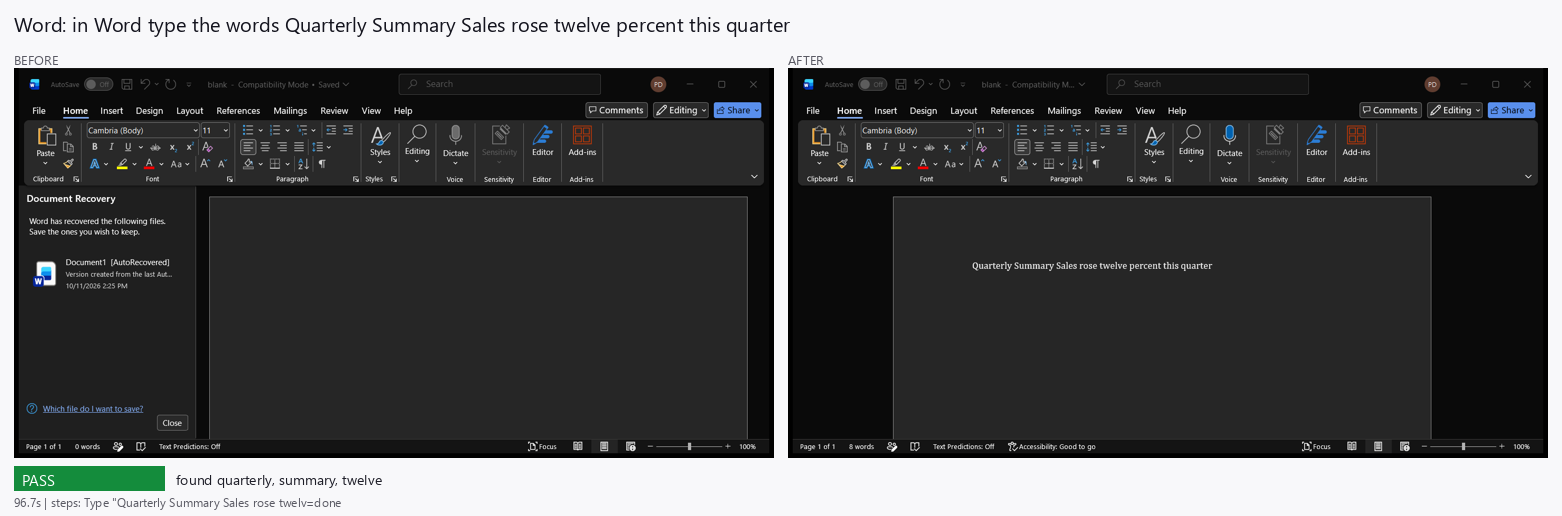 Word: in Word type the words Quarterly Summary Sales rose twelve percent this quarter
BEFORE
AutoSave Off blank - Compatibility Mode • Saved Search PD
File Home Insert Design Layout References Mailings Review View Help Comments Editing Share
Cambria (Body) 11
Paste B I U ab x₂ x² A
A A Aa A A
Styles Editing Dictate Sensitivity Editor Add-ins
Clipboard Font Paragraph Styles Voice Sensitivity Editor Add-ins
Document Recovery
Word has recovered the following files.
Save the ones you wish to keep.
Document1 [AutoRecovered]
Version created from the last Aut...
10/11/2026 2:25 PM
Which file do I want to save?
Close
Page 1 of 1 0 words Text Predictions: Off Focus 100%
AFTER
AutoSave Off blank - Compatibility M... Search PD
File Home Insert Design Layout References Mailings Review View Help Comments Editing Share
Cambria (Body) 11
Paste B I U ab x₂ x² A
A A Aa A A
Styles Editing Dictate Sensitivity Editor Add-ins
Clipboard Font Paragraph Styles Voice Sensitivity Editor Add-ins
Quarterly Summary Sales rose twelve percent this quarter
Page 1 of 1 8 words Text Predictions: Off Accessibility: Good to go Focus 100%
PASS found quarterly, summary, twelve
96.7s | steps: Type "Quarterly Summary Sales rose twelv=done